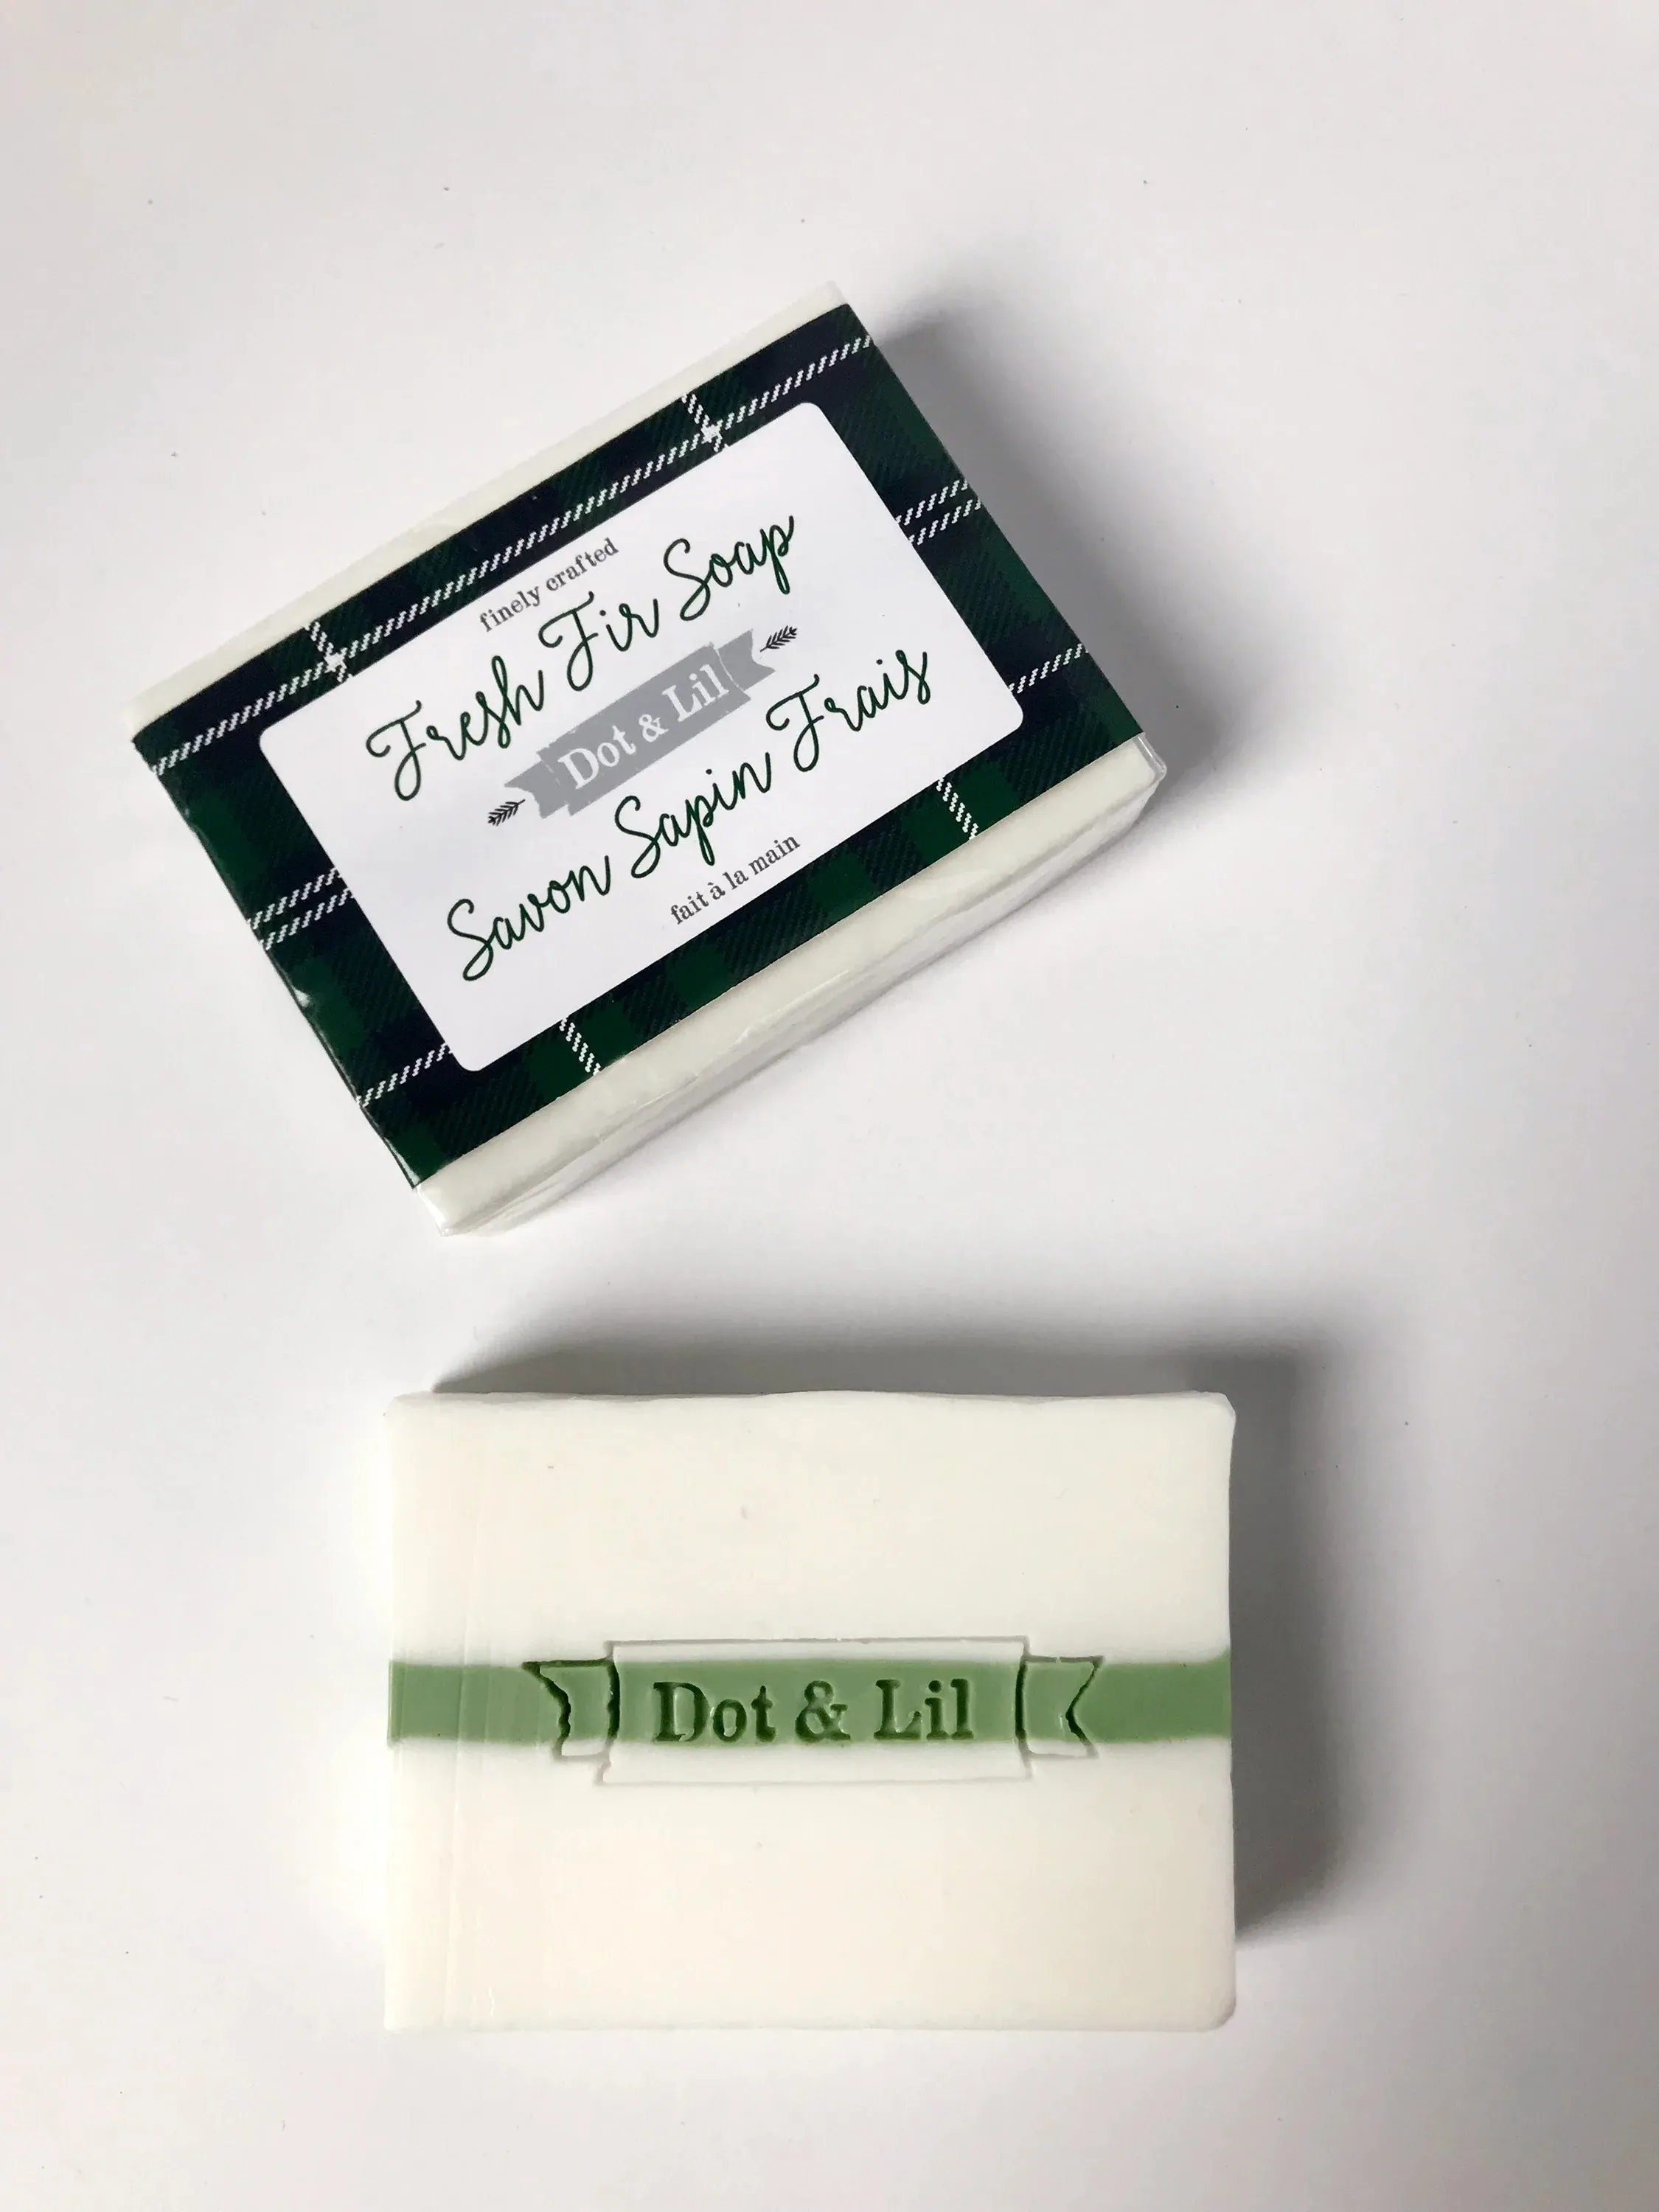 finely crafted
Fresh Fir Soap
Dot & Lil
Savon Sapin Frais
fait à la main
Dot & Lil